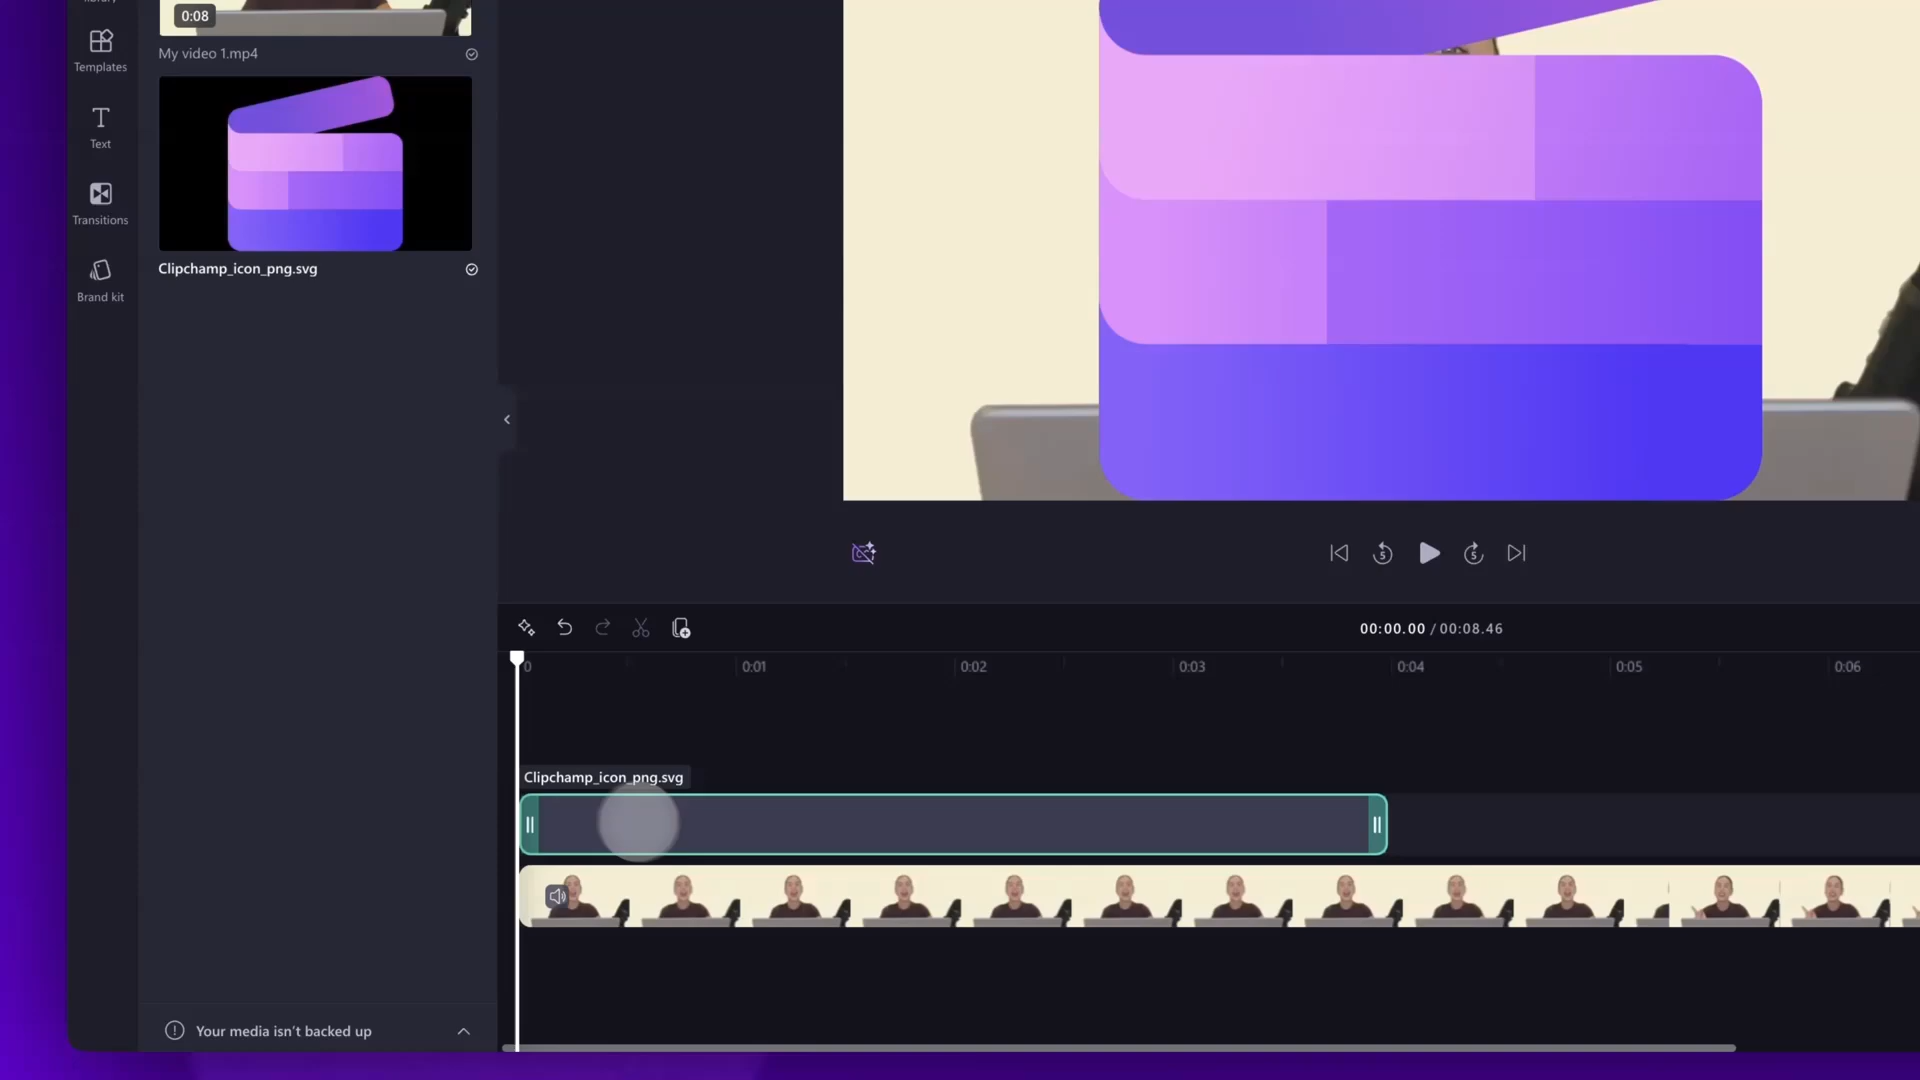 0:08
My video 1.mp4
Templates
Text
Transitions
Brand kit
Clipchamp_icon_png.svg
5
5
00:00.00 / 00:08.46
0
0:01
0:02
0:03
0:04
0:05
0:06
Clipchamp_icon_png.svg
Your media isn't backed up